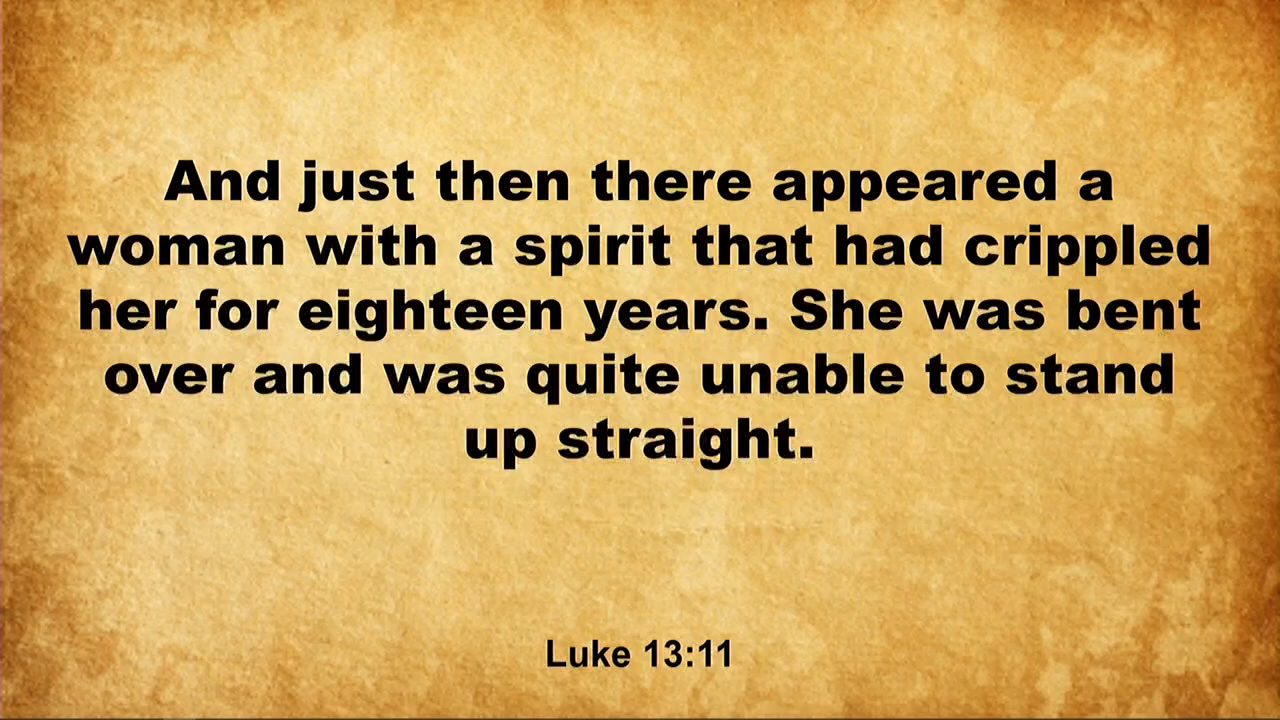 And just then there appeared a
woman with a spirit that had crippled
her for eighteen years. She was bent
over and was quite unable to stand
up straight.
Luke 13:11